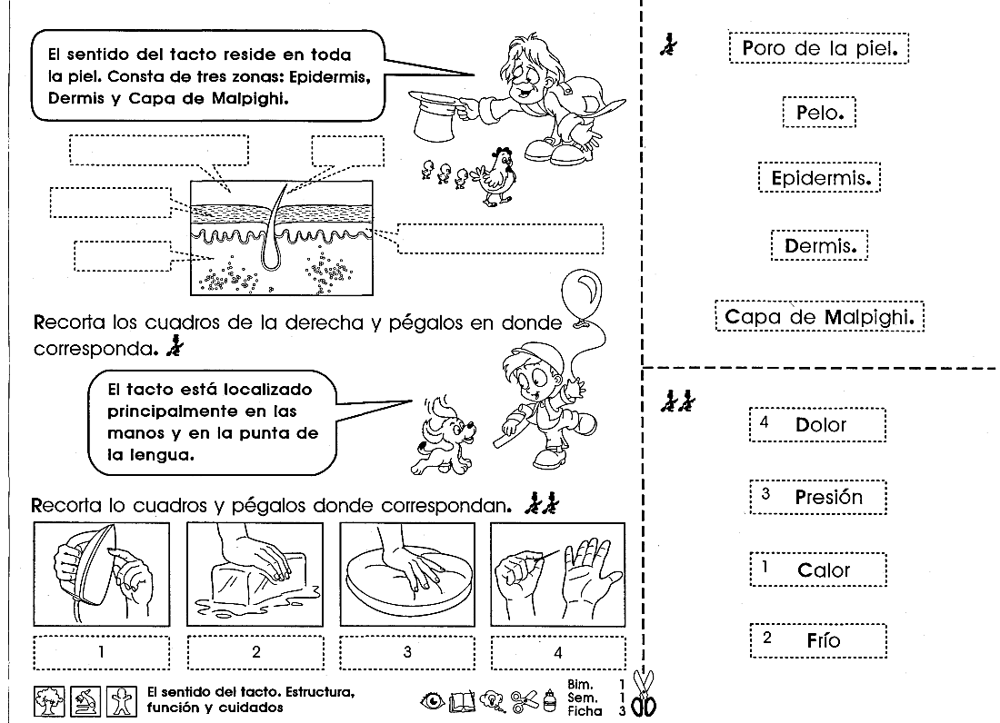 El sentido del tacto reside en toda
la piel. Consta de tres zonas: Epidermis,
Dermis y Capa de Malpighi.
Recorta los cuadros de la derecha y pégalos en donde
corresponda.
El tacto está localizado
principalmente en las
manos y en la punta de
la lengua.
Recorta lo cuadros y pégalos donde correspondan.
1
2
3
4
El sentido del tacto. Estructura,
función y cuidados
Bim. 1
Sem. 1
Ficha 3
Poro de la piel.
Pelo.
Epidermis.
Dermis.
Capa de Malpighi.
4 Dolor
3 Presión
1 Calor
2 Frío